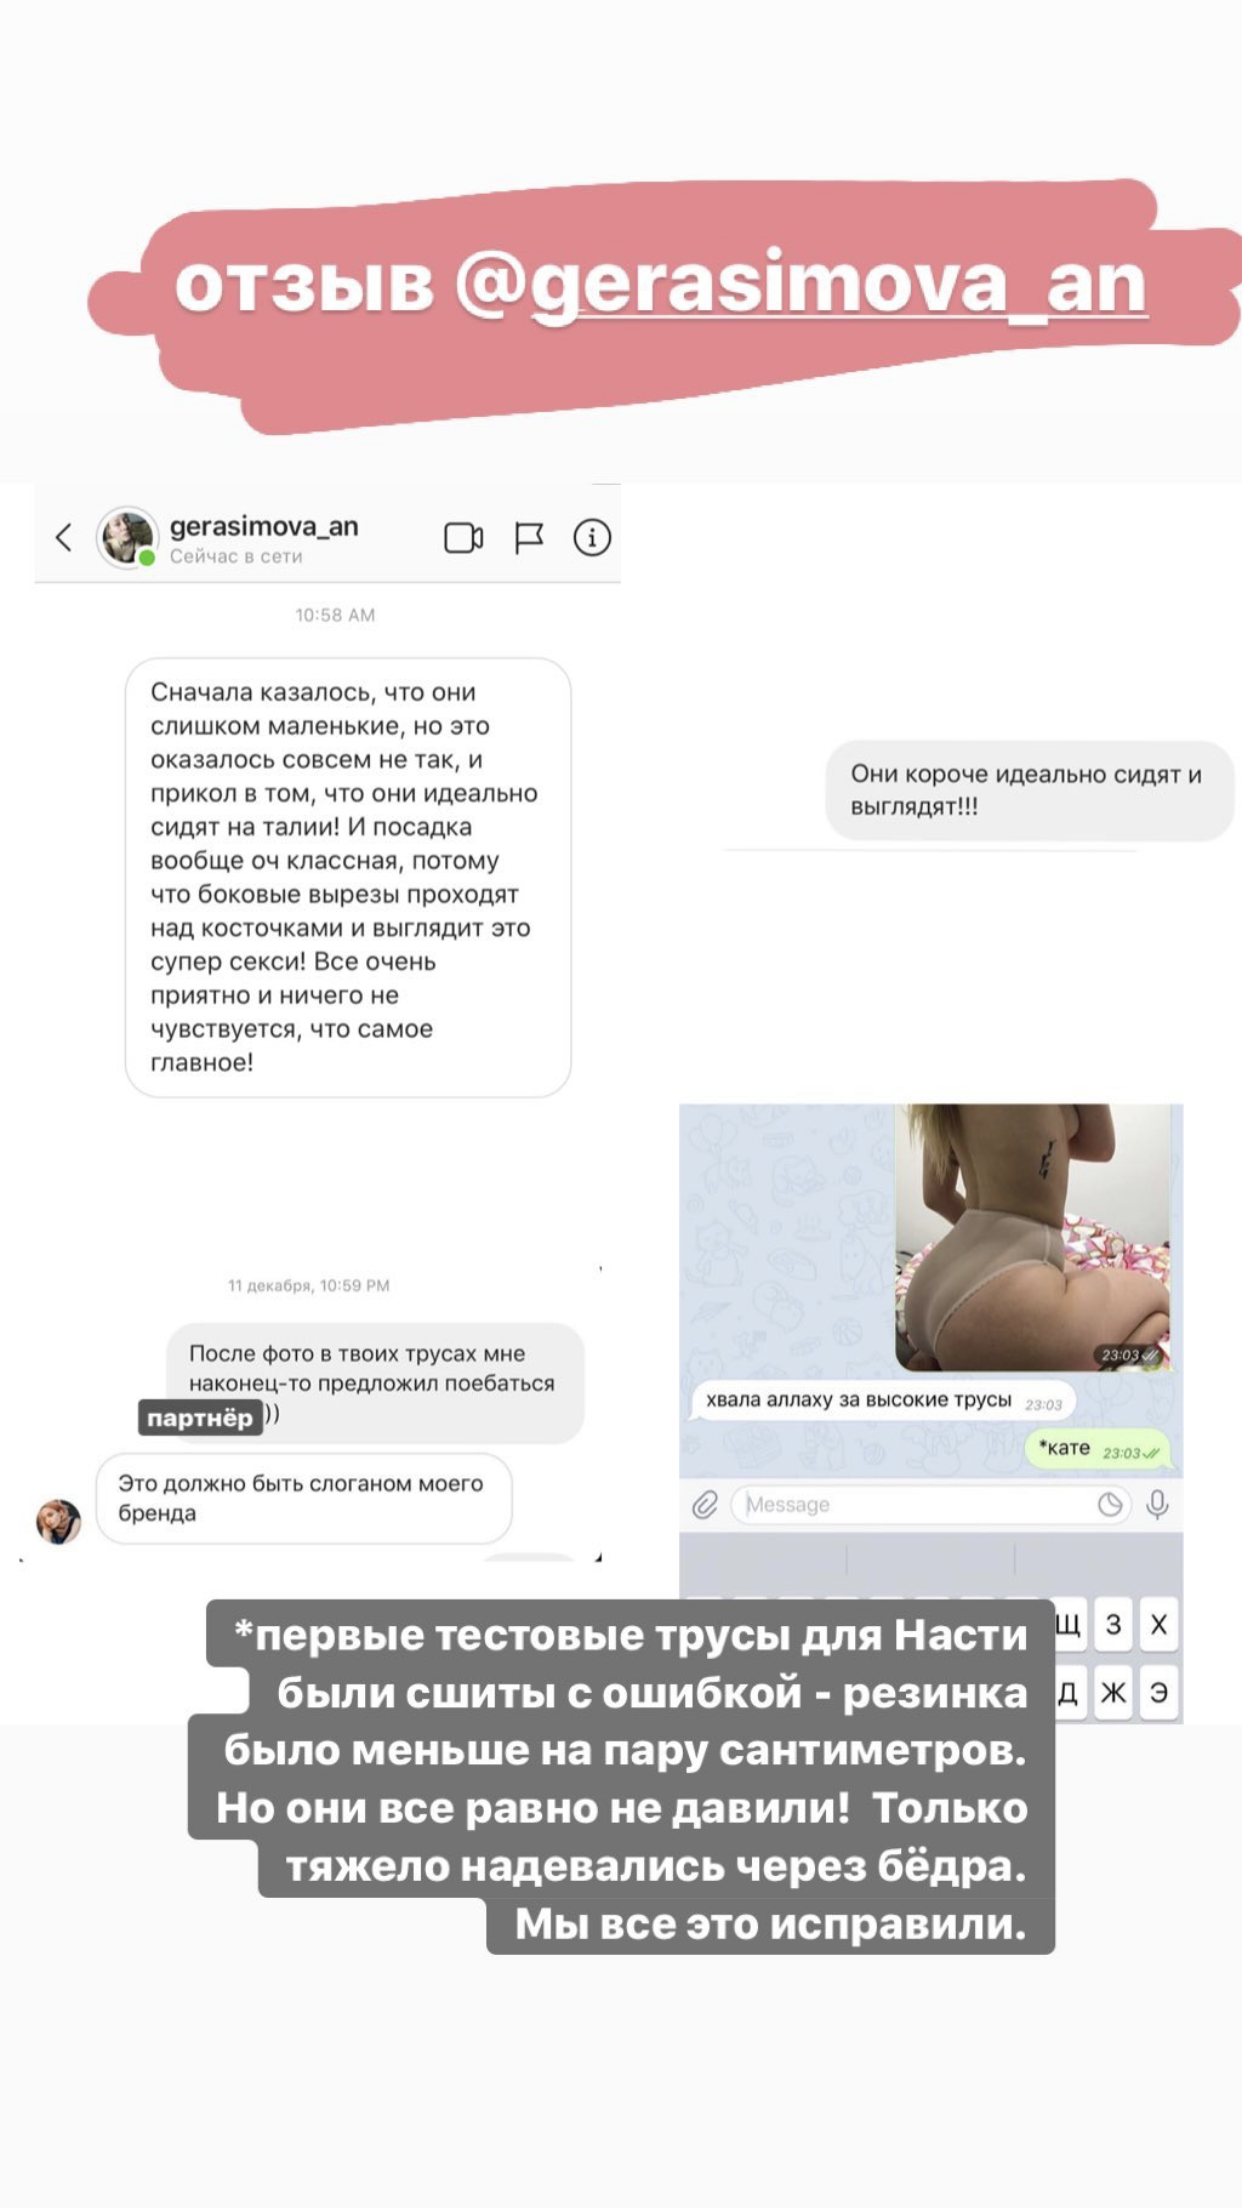 отзыв @gerasimova_an
gerasimova_an
Сейчас в сети
10:58 AM
Сначала казалось, что они
слишком маленькие, но это
оказалось совсем не так, и
прикол в том, что они идеально
сидят на талии! И посадка
вообще оч классная, потому
что боковые вырезы проходят
над косточками и выглядит это
супер секси! Все очень
приятно и ничего не
чувствуется, что самое
главное!
Они короче идеально сидят и
выглядят!!!
11 декабря, 10:59 PM
После фото в твоих трусах мне
наконец-то предложил поебаться
партнёр ))
Это должно быть слоганом моего
бренда
23:03
хвала аллаху за высокие трусы 23:03
*кате 23:03
Message
Щ З Х
Д Ж Э
*первые тестовые трусы для Насти
были сшиты с ошибкой - резинка
было меньше на пару сантиметров.
Но они все равно не давили! Только
тяжело надевались через бёдра.
Мы все это исправили.